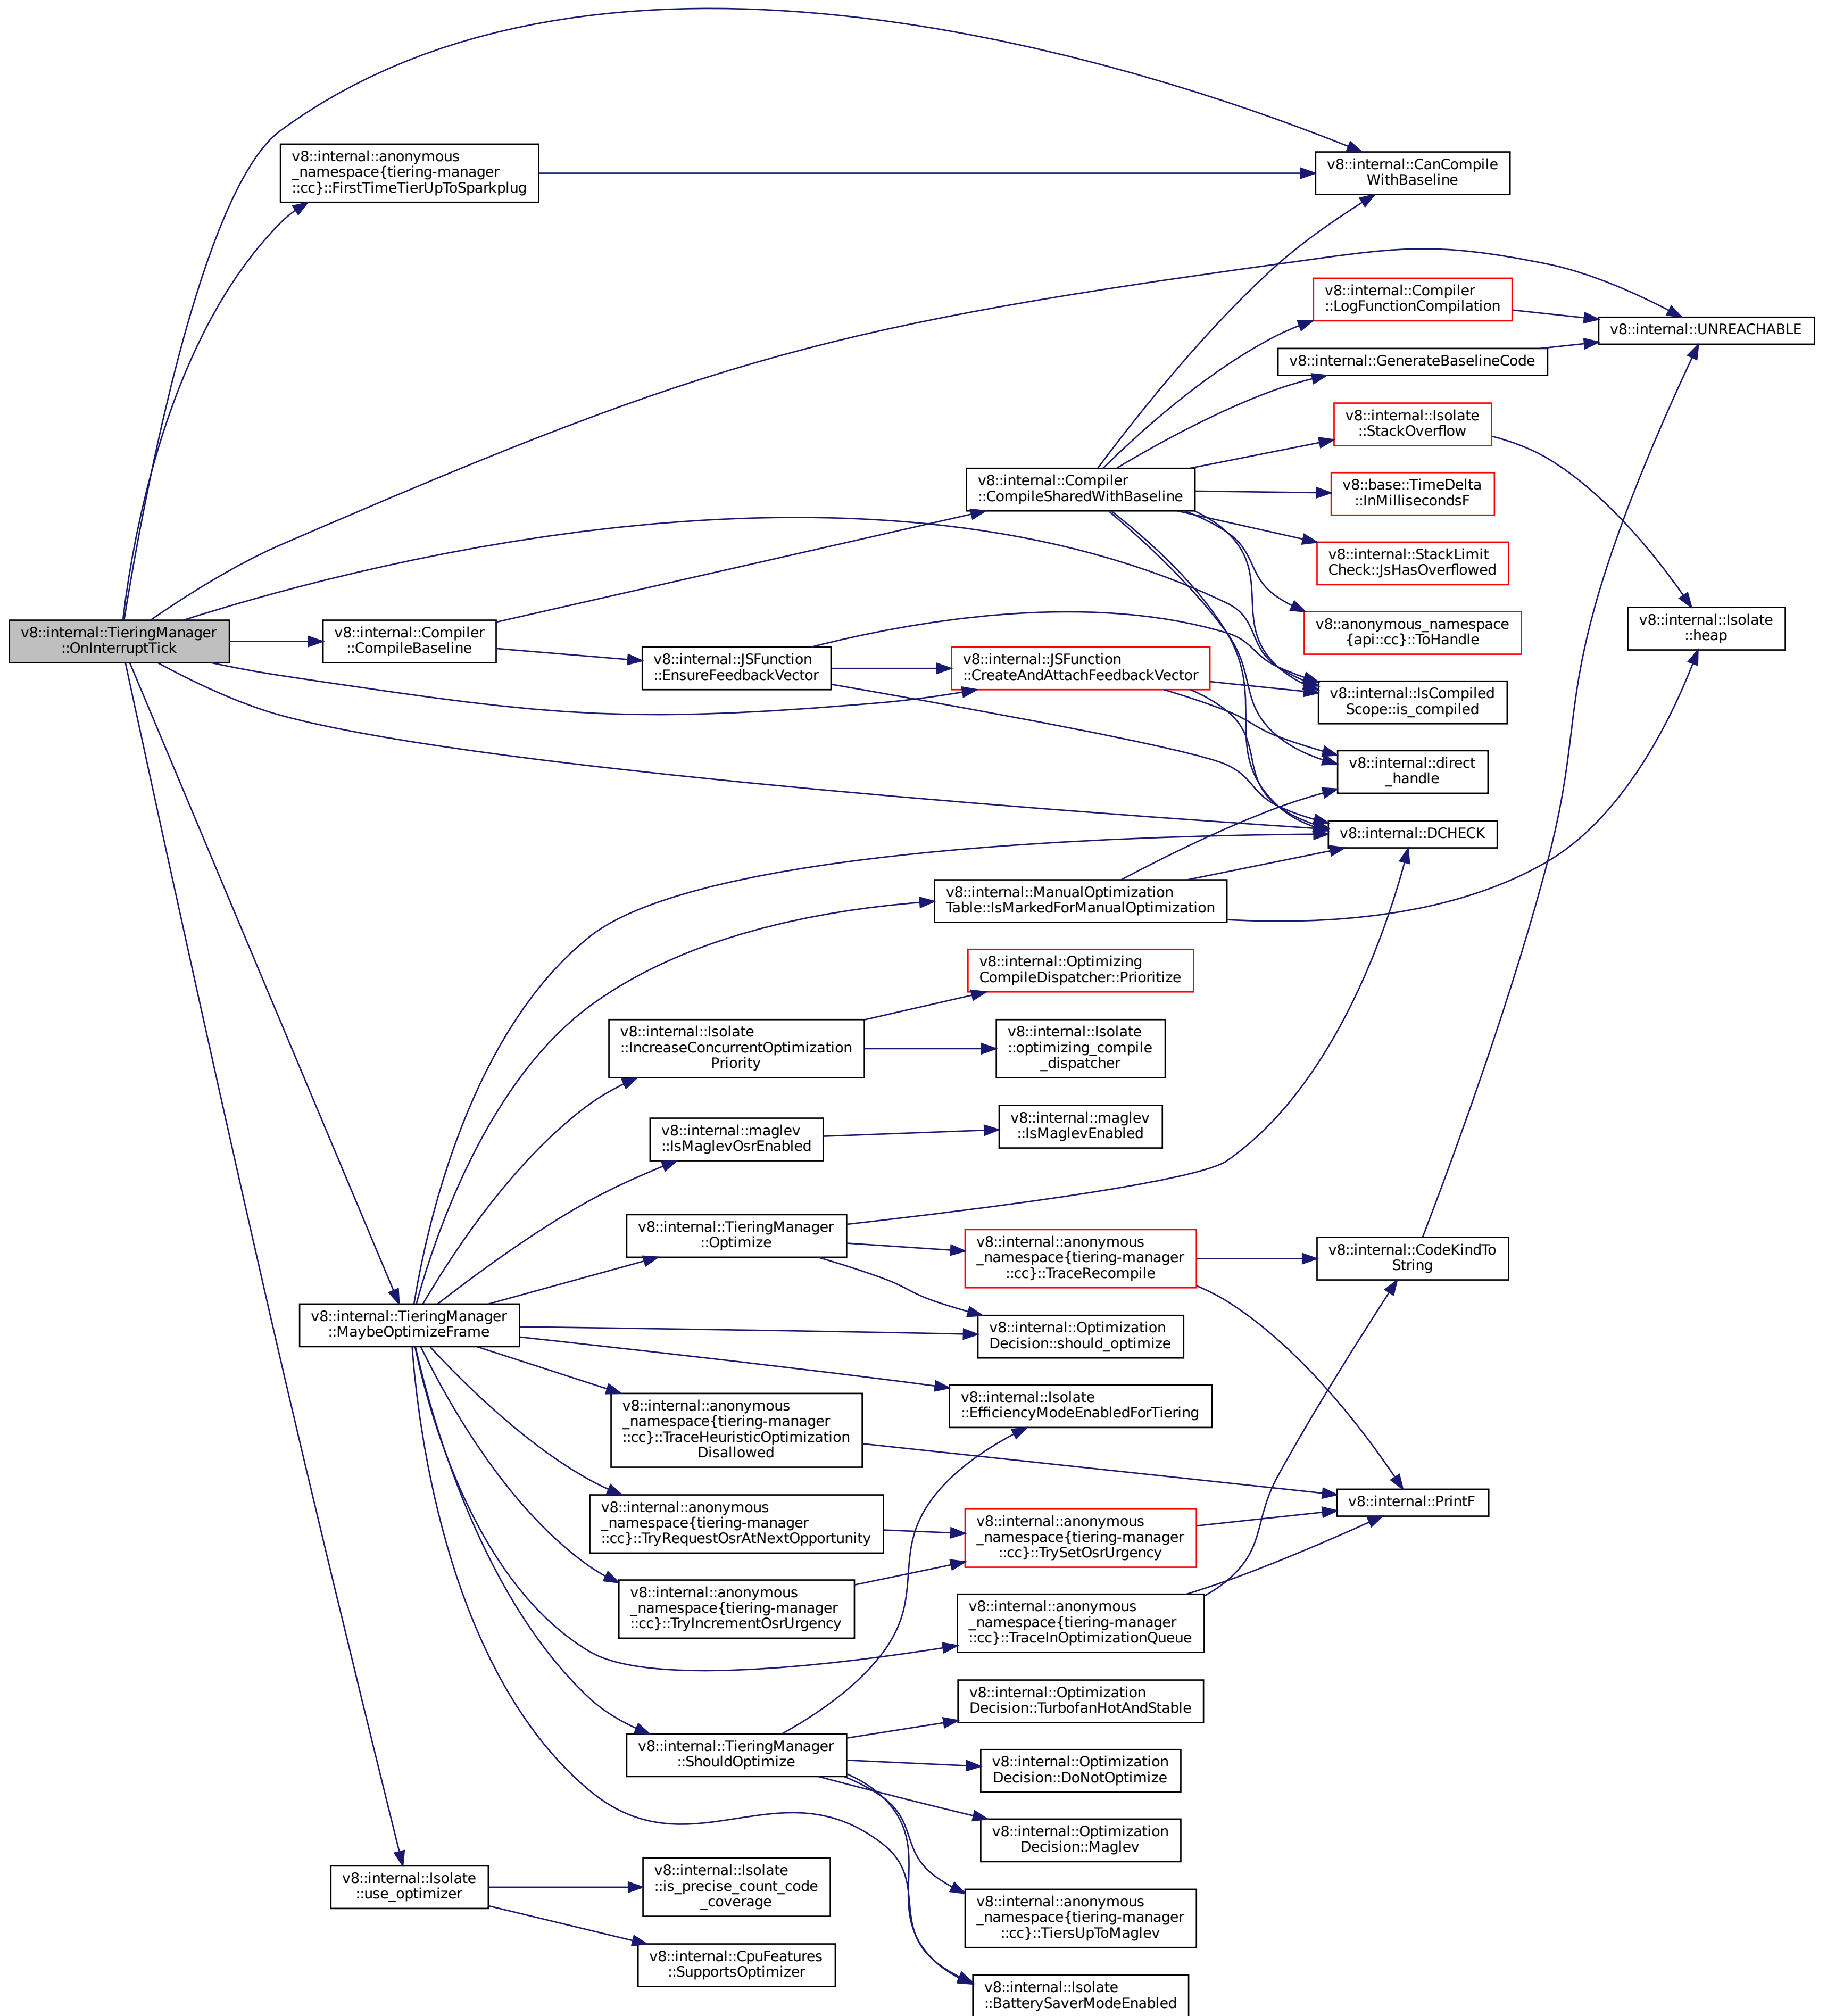 v8::internal::TieringManager
::OnInterruptTick
v8::internal::anonymous
_namespace{tiering-manager
::cc}::FirstTimeTierUpToSparkplug
v8::internal::CanCompile
WithBaseline
v8::internal::Compiler
::LogFunctionCompilation
v8::internal::UNREACHABLE
v8::internal::GenerateBaselineCode
v8::internal::Isolate
::StackOverflow
v8::internal::Compiler
::CompileSharedWithBaseline
v8::base::TimeDelta
::InMillisecondsF
v8::internal::StackLimit
Check::JsHasOverflowed
v8::anonymous_namespace
{api::cc}::ToHandle
v8::internal::Isolate
::heap
v8::internal::Compiler
::CompileBaseline
v8::internal::JSFunction
::EnsureFeedbackVector
v8::internal::JSFunction
::CreateAndAttachFeedbackVector
v8::internal::IsCompiled
Scope::is_compiled
v8::internal::direct
_handle
v8::internal::DCHECK
v8::internal::ManualOptimization
Table::IsMarkedForManualOptimization
v8::internal::Optimizing
CompileDispatcher::Prioritize
v8::internal::Isolate
::IncreaseConcurrentOptimization
Priority
v8::internal::Isolate
::optimizing_compile
_dispatcher
v8::internal::maglev
::IsMaglevOsrEnabled
v8::internal::maglev
::IsMaglevEnabled
v8::internal::TieringManager
::Optimize
v8::internal::anonymous
_namespace{tiering-manager
::cc}::TraceRecompile
v8::internal::CodeKindTo
String
v8::internal::TieringManager
::MaybeOptimizeFrame
v8::internal::Optimization
Decision::should_optimize
v8::internal::Isolate
::EfficiencyModeEnabledForTiering
v8::internal::anonymous
_namespace{tiering-manager
::cc}::TraceHeuristicOptimization
Disallowed
v8::internal::PrintF
v8::internal::anonymous
_namespace{tiering-manager
::cc}::TryRequestOsrAtNextOpportunity
v8::internal::anonymous
_namespace{tiering-manager
::cc}::TrySetOsrUrgency
v8::internal::anonymous
_namespace{tiering-manager
::cc}::TryIncrementOsrUrgency
v8::internal::anonymous
_namespace{tiering-manager
::cc}::TraceInOptimizationQueue
v8::internal::Optimization
Decision::TurbofanHotAndStable
v8::internal::TieringManager
::ShouldOptimize
v8::internal::Optimization
Decision::DoNotOptimize
v8::internal::Optimization
Decision::Maglev
v8::internal::Isolate
::use_optimizer
v8::internal::Isolate
::is_precise_count_code
_coverage
v8::internal::anonymous
_namespace{tiering-manager
::cc}::TiersUpToMaglev
v8::internal::CpuFeatures
::SupportsOptimizer
v8::internal::Isolate
::BatterySaverModeEnabled